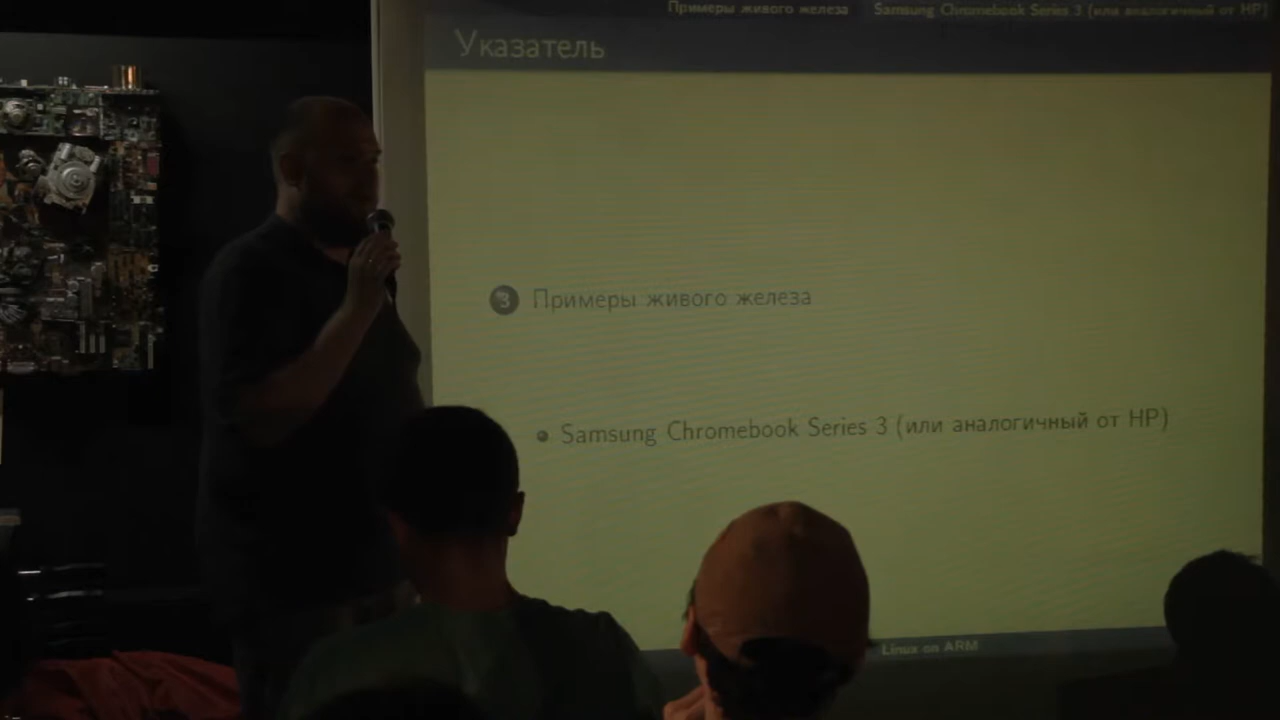 Примеры живого железа Samsung Chromebook Series 3 (или аналогичный от HP)
Указатель
3 Примеры живого железа
Samsung Chromebook Series 3 (или аналогичный от HP)
Linux on ARM